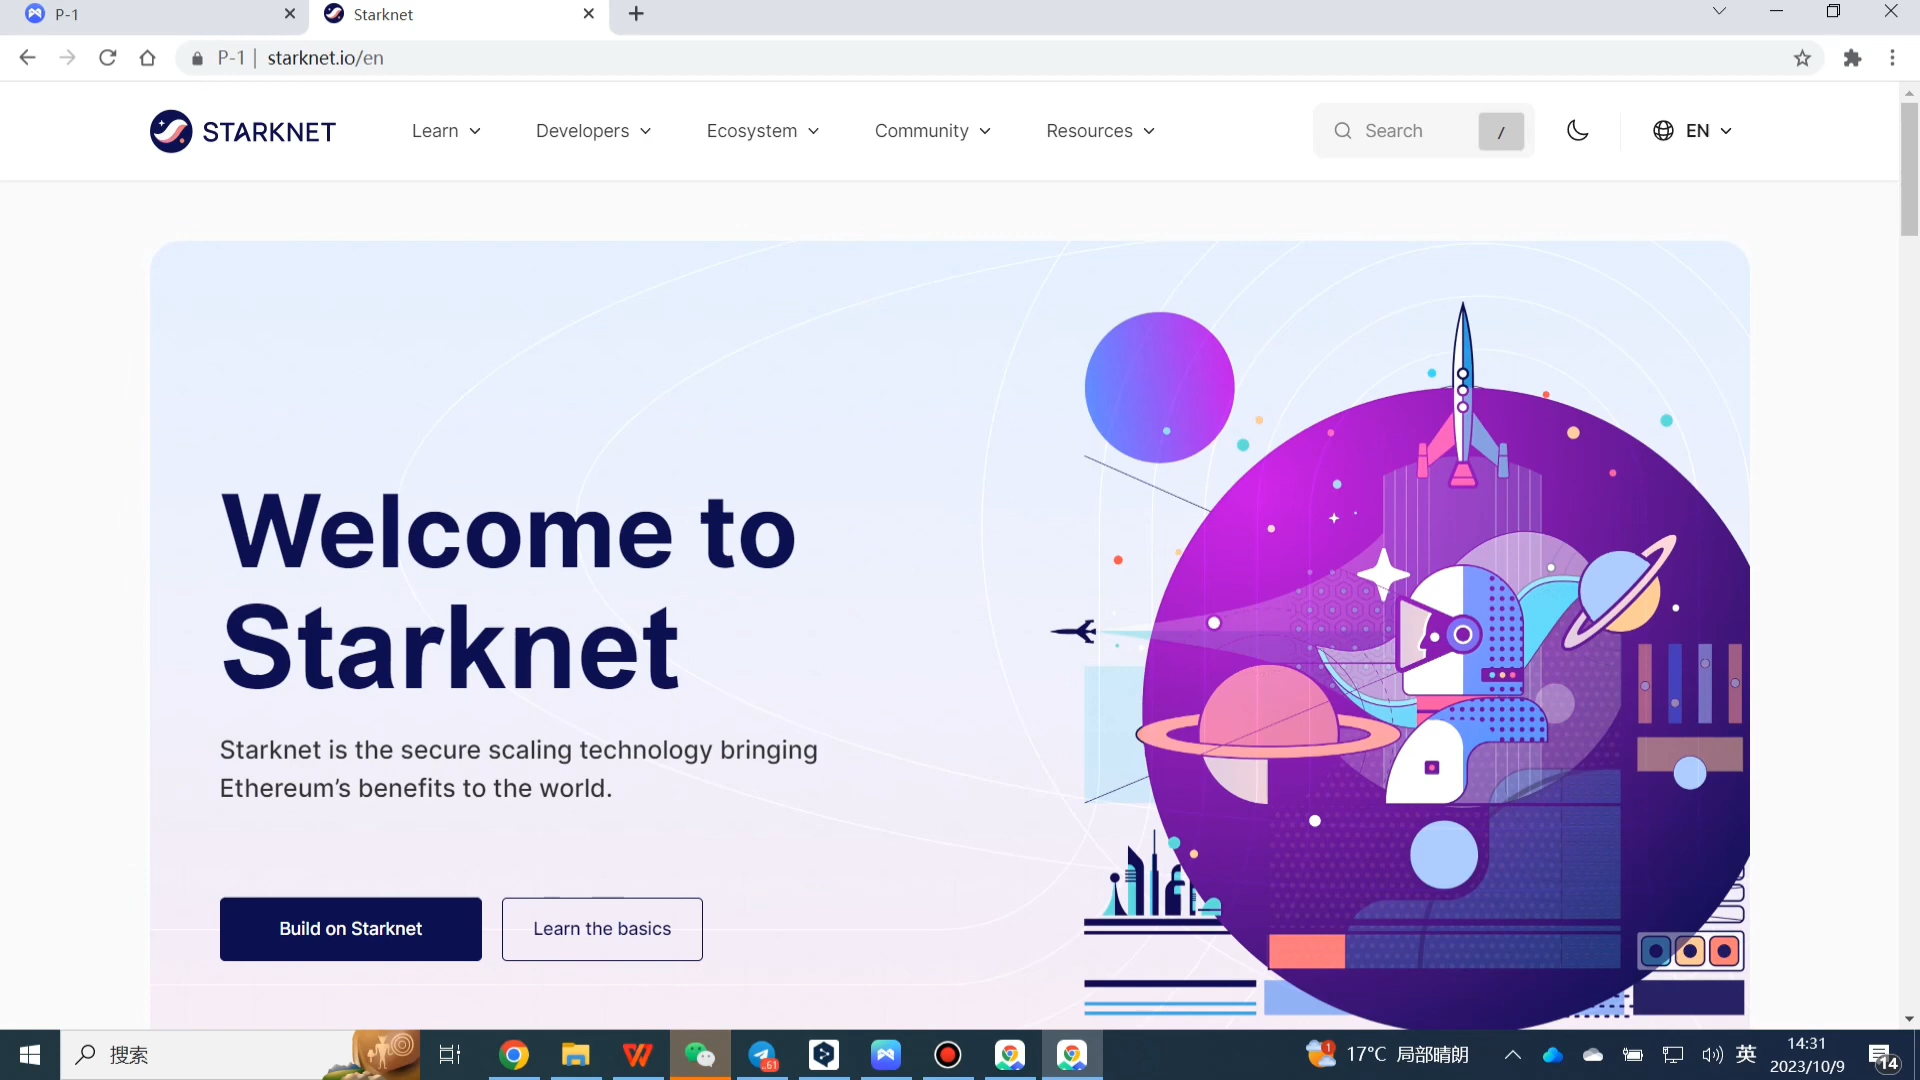 P-1
Starknet
P-1 | starknet.io/en
STARKNET
Learn
Developers
Ecosystem
Community
Resources
Search
/
EN
Welcome to
Starknet
Starknet is the secure scaling technology bringing
Ethereum’s benefits to the world.
Build on Starknet
Learn the basics
搜索
61
1
17°C 局部晴朗
英
14:31
2023/10/9
14